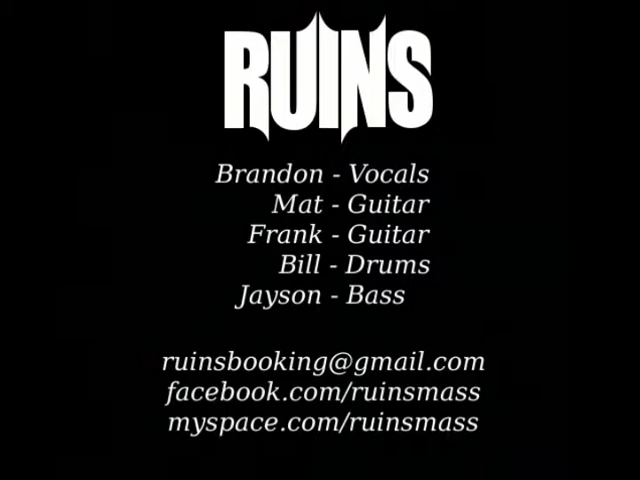 RUINS
Brandon - Vocals
Mat - Guitar
Frank - Guitar
Bill - Drums
Jayson - Bass
ruinsbooking@gmail.com
facebook.com/ruinsmass
myspace.com/ruinsmass